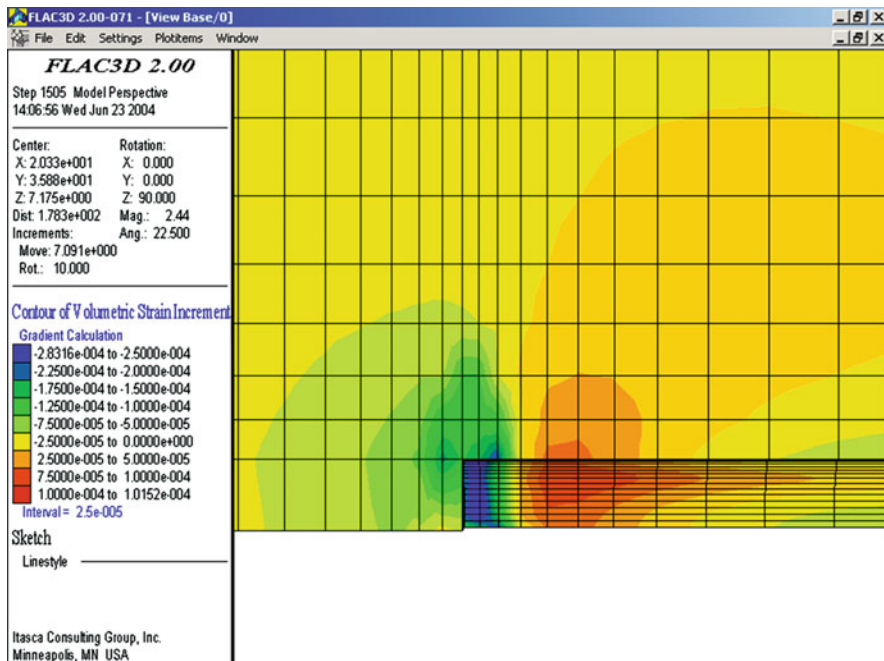 FLAC3D 2.00-071 - [View Base/0]
File Edit Settings Plotitems Window
FLAC3D 2.00
Step 1505 Model Perspective
14:06:56 Wed Jun 23 2004
Center: Rotation:
X: 2.033e+001 X: 0.000
Y: 3.588e+001 Y: 0.000
Z: 7.175e+000 Z: 90.000
Dist: 1.783e+002 Mag.: 2.44
Increments: Ang.: 22.500
Move: 7.091e+000
Rot.: 10.000
Contour of Volumetric Strain Increment
Gradient Calculation
-2.8316e-004 to -2.5000e-004
-2.2500e-004 to -2.0000e-004
-1.7500e-004 to -1.5000e-004
-1.2500e-004 to -1.0000e-004
-7.5000e-005 to -5.0000e-005
-2.5000e-005 to 0.0000e+000
2.5000e-005 to 5.0000e-005
7.5000e-005 to 1.0000e-004
1.0000e-004 to 1.0152e-004
Interval = 2.5e-005
Sketch
Linestyle
Itasca Consulting Group, Inc.
Minneapolis, MN USA